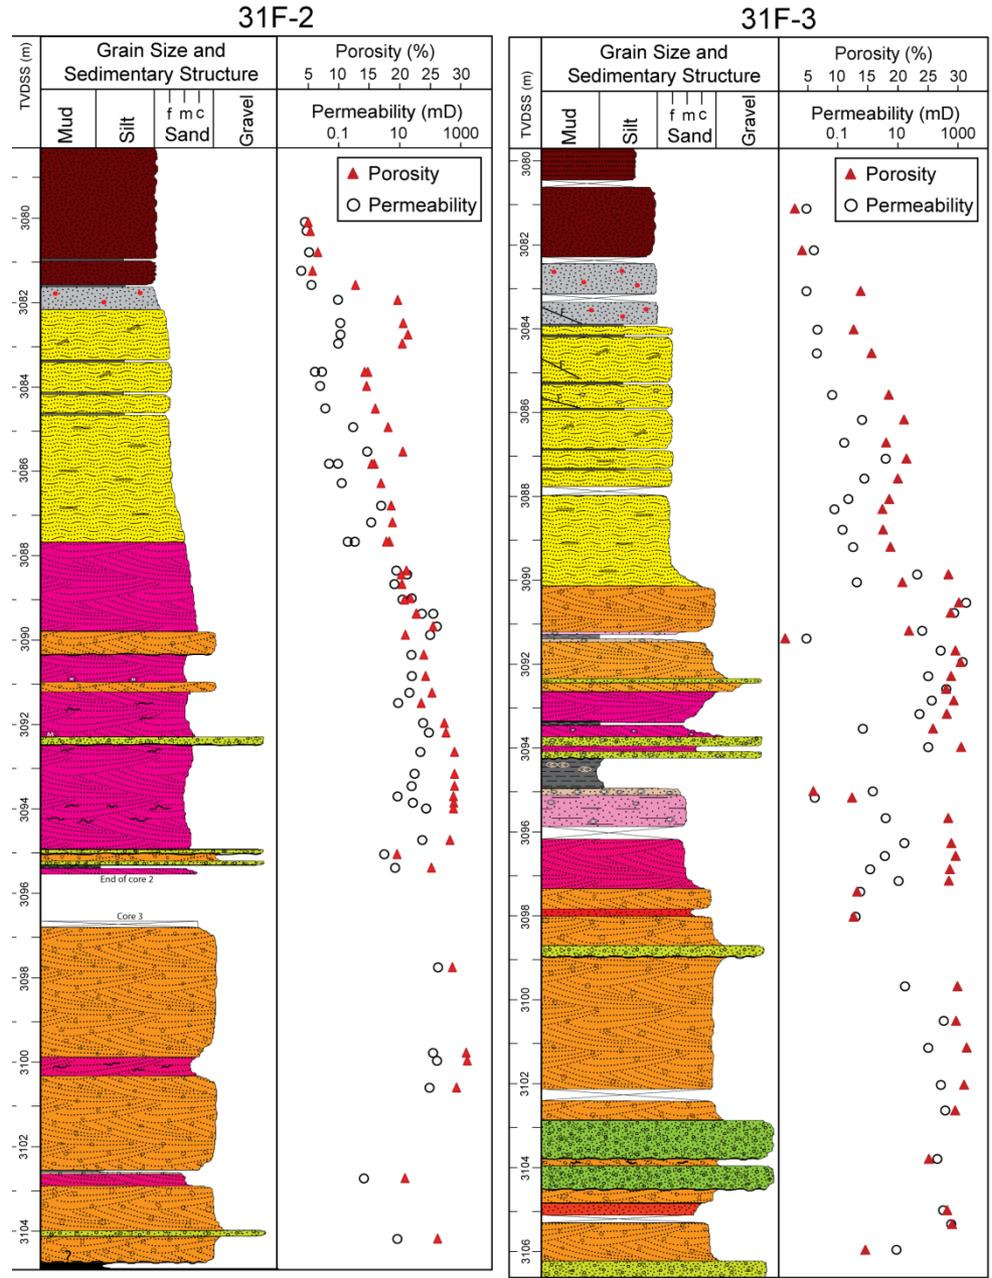 31F-2
TVDSS (m)
Grain Size and
Sedimentary Structure
Mud
Silt
f m c
Sand
Gravel
Porosity (%)
5 10 15 20 25 30
Permeability (mD)
0.1 10 1000
Porosity
Permeability
3080
3082
3084
3086
3088
3090
3092
3094
3096
3098
3100
3102
3104
End of core 2
Core 3
?
31F-3
TVDSS (m)
Grain Size and
Sedimentary Structure
Mud
Silt
f m c
Sand
Gravel
Porosity (%)
5 10 15 20 25 30
Permeability (mD)
0.1 10 1000
Porosity
Permeability
3080
3082
3084
3086
3088
3090
3092
3094
3096
3098
3100
3102
3104
3106